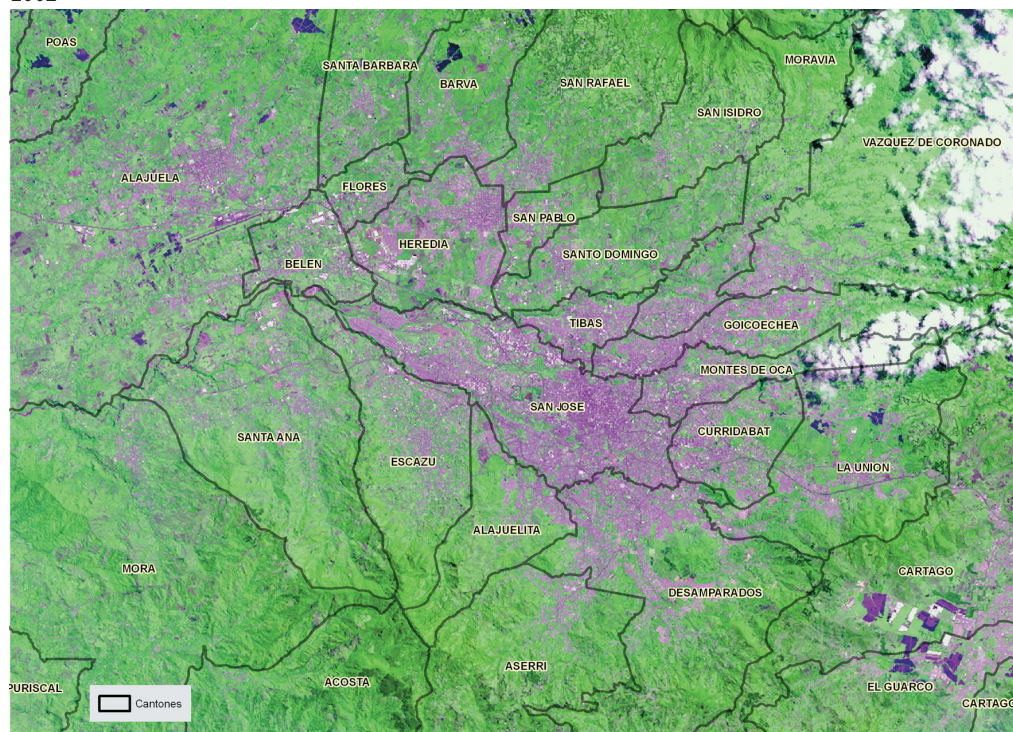 POAS
SANTA BARBARA
BARVA
SAN RAFAEL
MORAVIA
SAN ISIDRO
VAZQUEZ DE CORONADO
ALAJUELA
FLORES
SAN PABLO
HEREDIA
SANTO DOMINGO
BELEN
TIBAS
GOICOECHEA
MONTES DE OCA
SAN JOSE
CURRIDABAT
SANTA ANA
ESCAZU
LA UNION
ALAJUELITA
MORA
CARTAGO
DESAMPARADOS
ASERRI
PURISCAL
ACOSTA
EL GUARCO
Cantones
CARTAGO